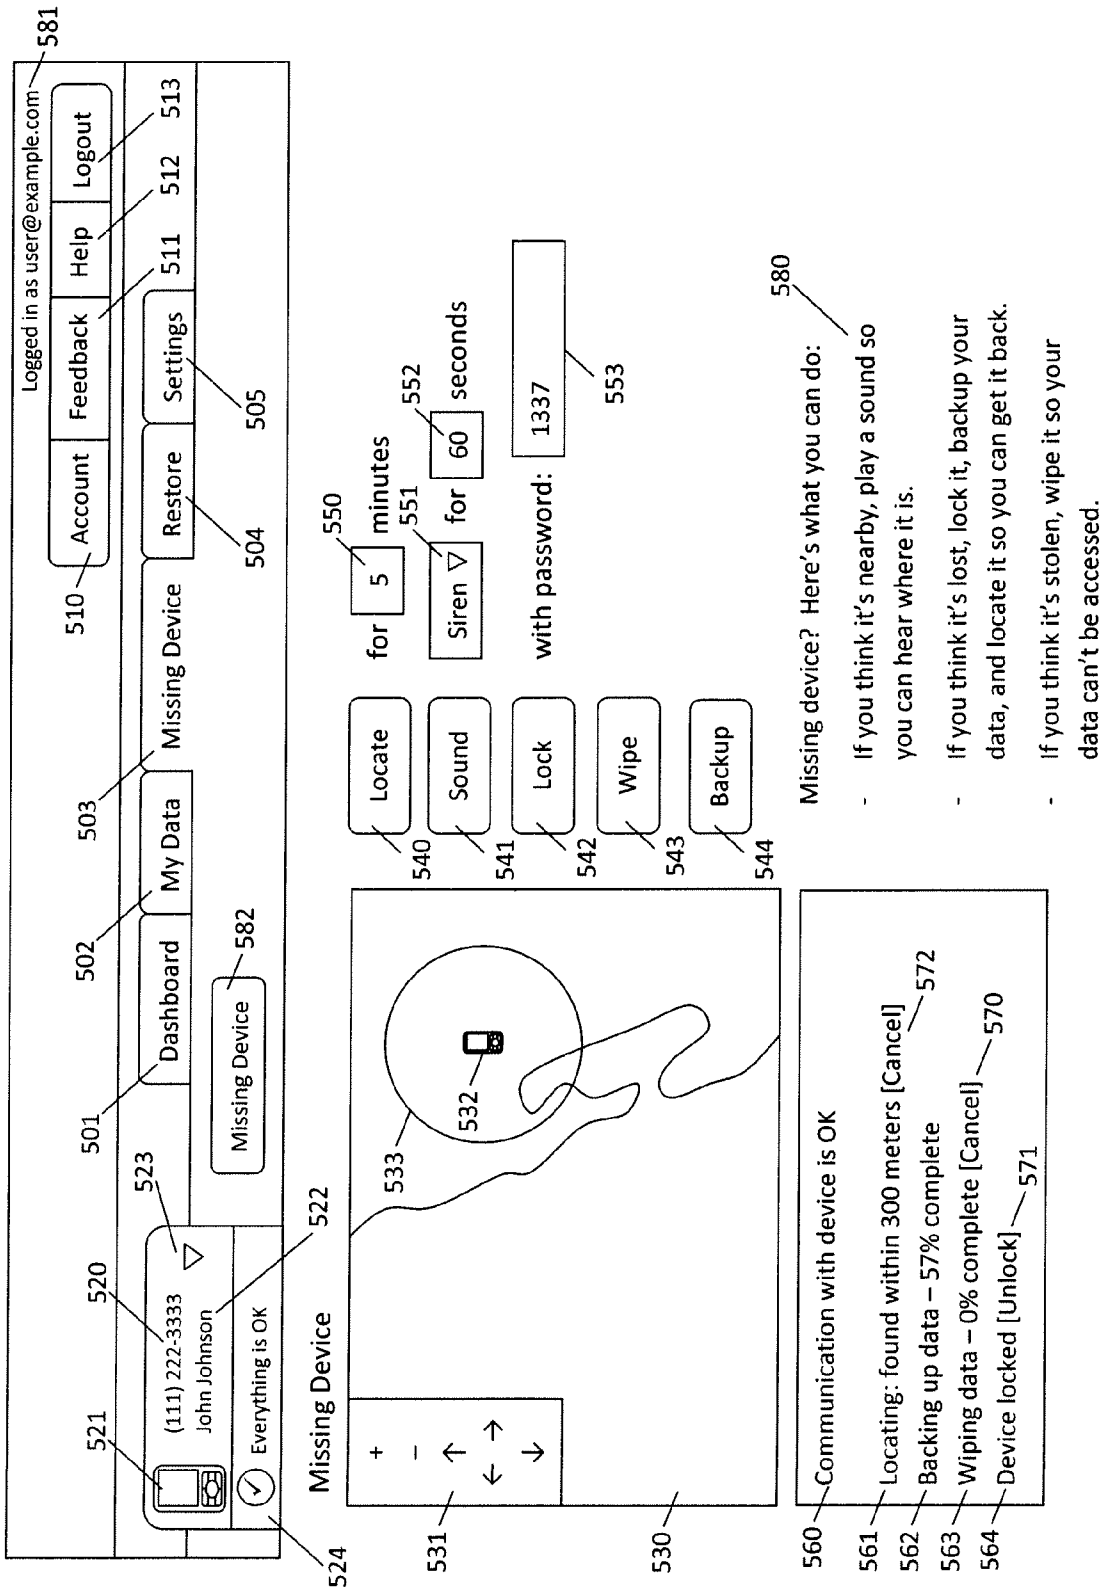 Logged in as user@example.com 581
Account Feedback Help Logout
510 511 512 513
501 502 503
Dashboard My Data Missing Device Restore Settings
504 505
521 520 523
(111) 222-3333 ▽
John Johnson
522
Everything is OK
524
Missing Device
582
Missing Device
+
−
↑
← →
↓
531
530
533
532
Locate for 5 minutes
540 550
Sound Siren ▽ for 60 seconds
541 551 552
Lock with password: 1337
542 553
Wipe
543
Backup
544
560 Communication with device is OK
561 Locating: found within 300 meters [Cancel] 572
562 Backing up data – 57% complete
563 Wiping data – 0% complete [Cancel] 570
564 Device locked [Unlock] 571
Missing device? Here's what you can do:
580
- If you think it's nearby, play a sound so
you can hear where it is.
- If you think it's lost, lock it, backup your
data, and locate it so you can get it back.
- If you think it's stolen, wipe it so your
data can't be accessed.